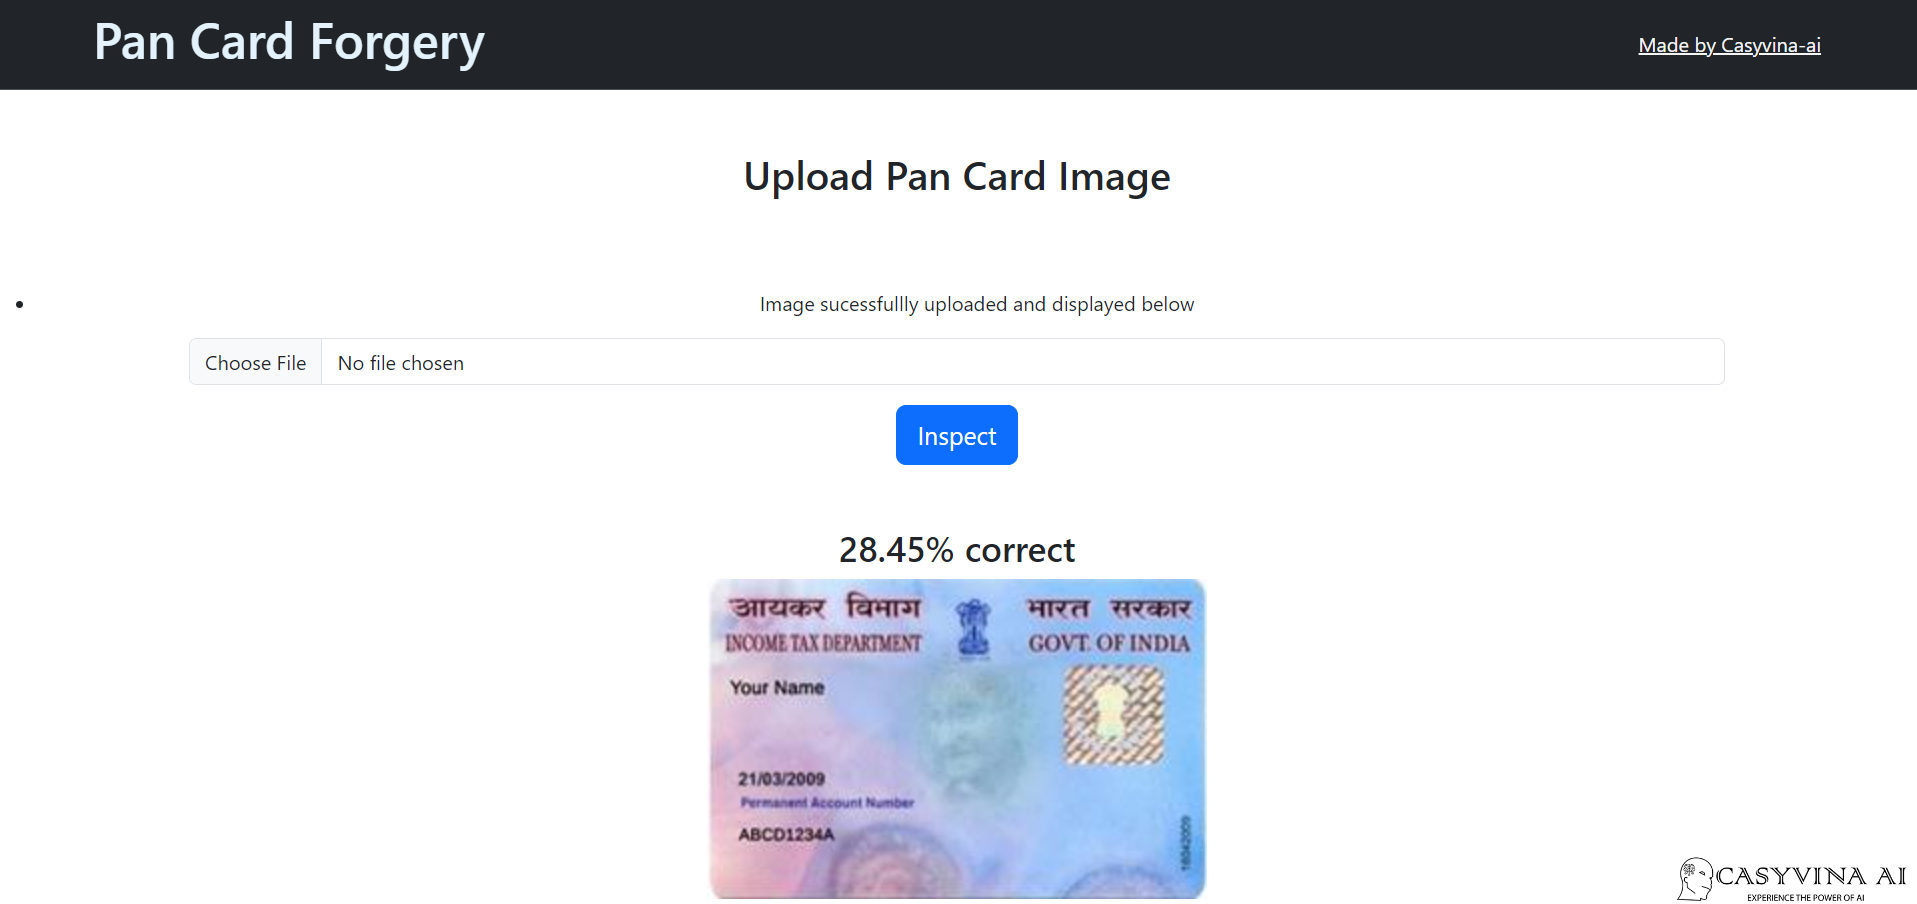 Pan Card Forgery
Made by Casyvina-ai
Upload Pan Card Image
Image sucessfullly uploaded and displayed below
Choose File No file chosen
Inspect
28.45% correct
आयकर विभाग भारत सरकार
INCOME TAX DEPARTMENT GOVT. OF INDIA
Your Name
21/03/2009
Permanent Account Number
ABCD1234A
16042009
CASYVINA AI
EXPERIENCE THE POWER OF AI